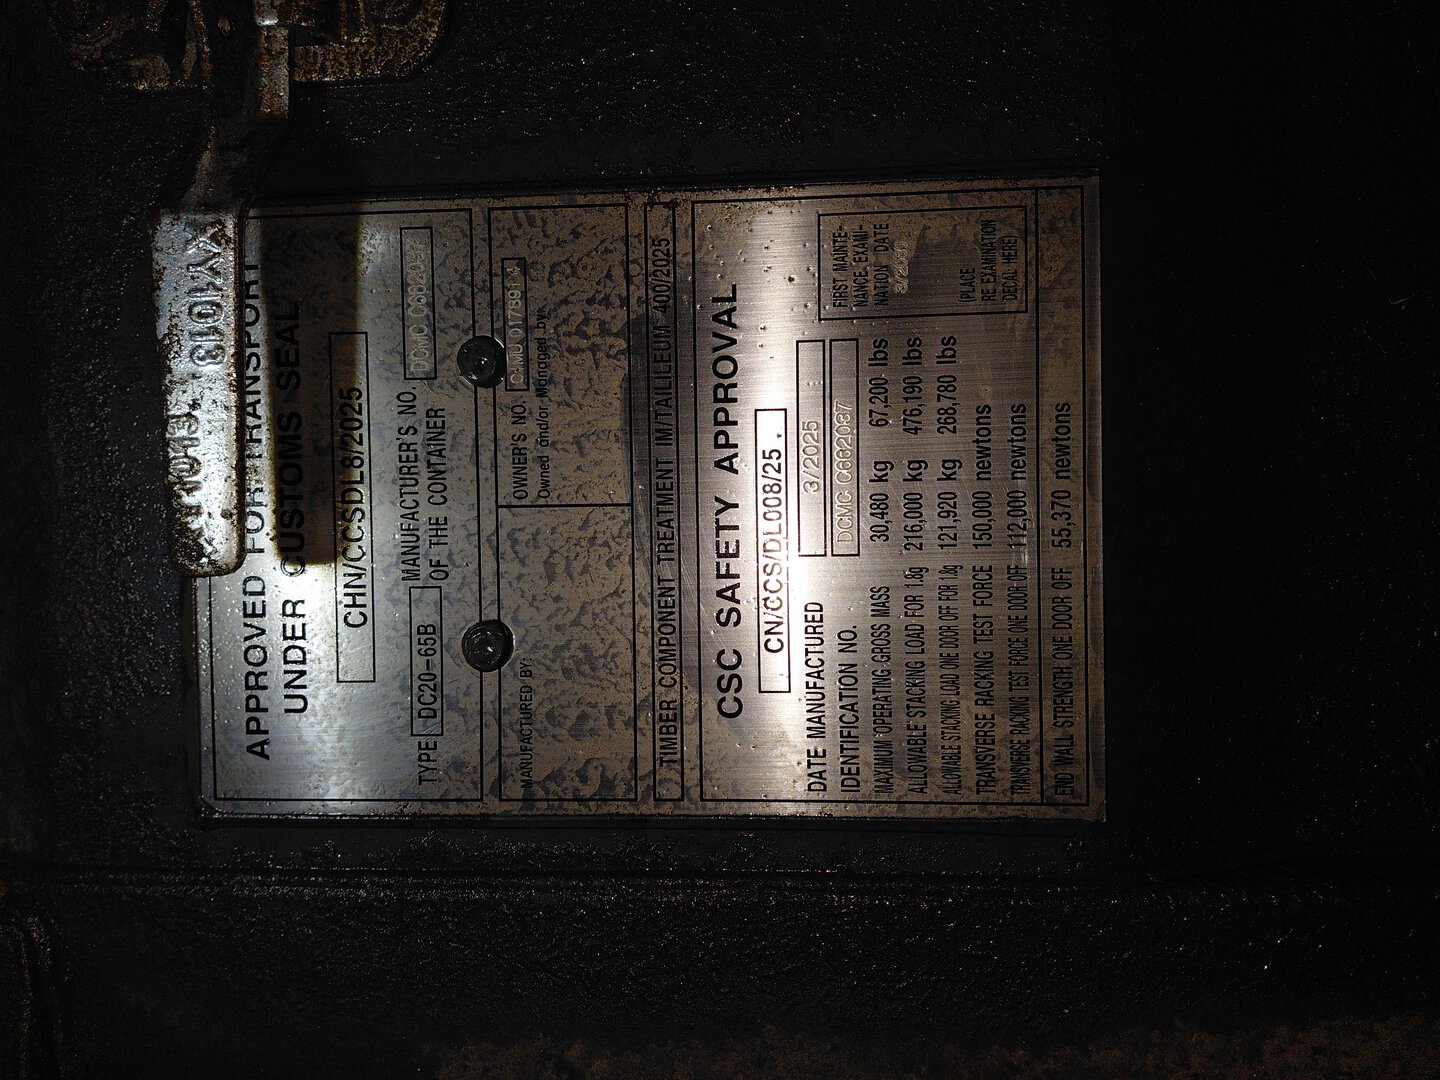 YY1013
APPROVED FOR TRANSPORT
UNDER CUSTOMS SEAL
CHN/CCSDL8/2025
TYPE DC20-65B MANUFACTURER'S NO.
OF THE CONTAINER
DCMC
OWNER'S NO.
Owned and/or Managed by:
MANUFACTURED BY:
TIMBER COMPONENT TREATMENT IM/TAILLEUM 400/2025
CSC SAFETY APPROVAL
CN/CCS/DL008/25
DATE MANUFACTURED 3/2025
IDENTIFICATION NO. DCMC C662037
MAXIMUM OPERATING GROSS MASS 30,480 kg 67,200 lbs
ALLOWABLE STACKING LOAD FOR 1.8g 216,000 kg 476,190 lbs
ALLOWABLE STACKING LOAD ONE DOOR OFF FOR 1.8g 121,920 kg 268,780 lbs
TRANSVERSE RACKING TEST FORCE 150,000 newtons
TRANSVERSE RACKING TEST FORCE ONE DOOR OFF 112,000 newtons
END WALL STRENGTH ONE DOOR OFF 55,370 newtons
FIRST MAINTE-
NANCE EXAMI-
NATION DATE
(PLACE
RE EXAMINATION
DECAL HERE)